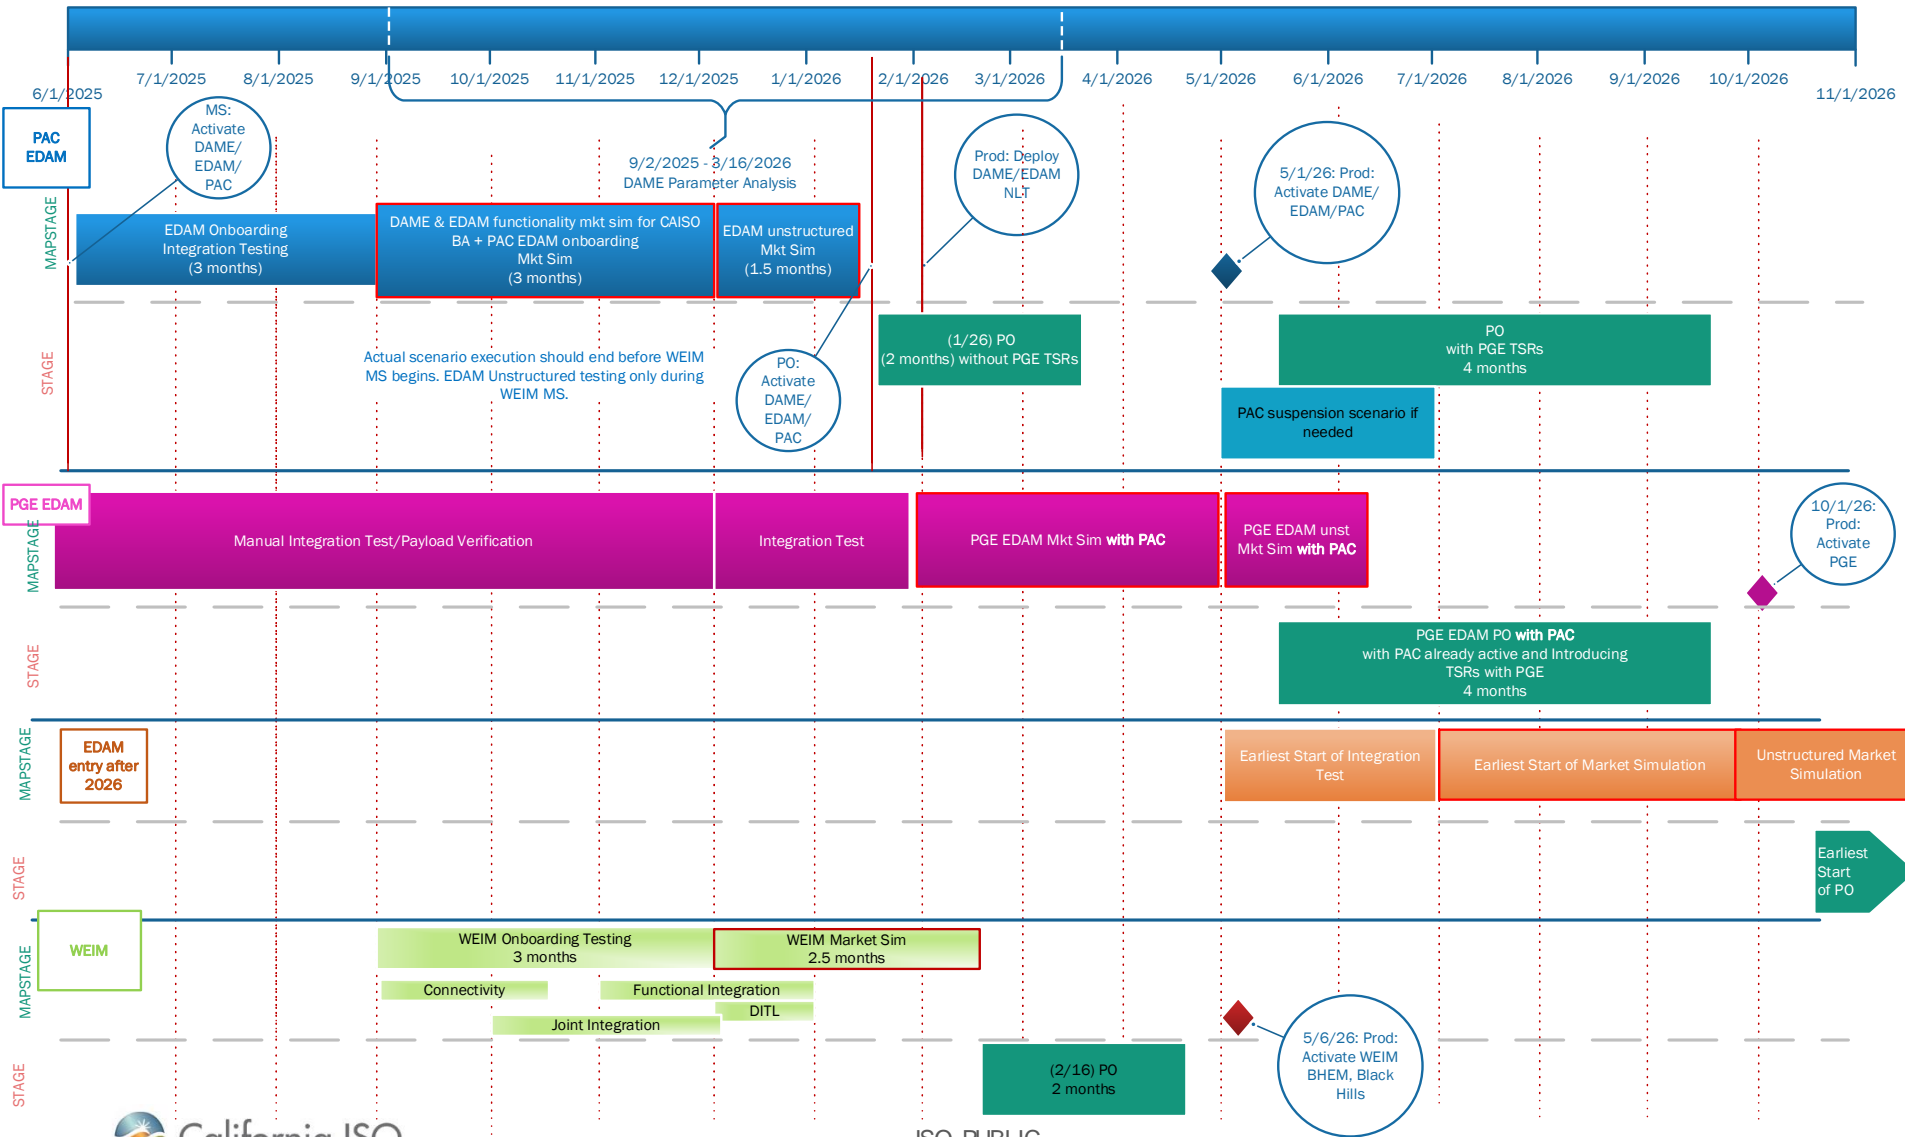 7/1/2025
8/1/2025
9/1/2025
10/1/2025
11/1/2025
12/1/2025
1/1/2026
2/1/2026
3/1/2026
4/1/2026
5/1/2026
6/1/2026
7/1/2026
8/1/2026
9/1/2026
10/1/2026
6/1/2025
11/1/2026
PAC
EDAM
MS:
Activate
DAME/
EDAM/
PAC
9/2/2025 - 3/16/2026
DAME Parameter Analysis
Prod: Deploy
DAME/EDAM
NLT
5/1/26: Prod:
Activate DAME/
EDAM/PAC
MAPSTAGE
EDAM Onboarding
Integration Testing
(3 months)
DAME & EDAM functionality mkt sim for CAISO
BA + PAC EDAM onboarding
Mkt Sim
(3 months)
EDAM unstructured
Mkt Sim
(1.5 months)
STAGE
Actual scenario execution should end before WEIM
MS begins. EDAM Unstructured testing only during
WEIM MS.
PO:
Activate
DAME/
EDAM/
PAC
(1/26) PO
(2 months) without PGE TSRs
PO
with PGE TSRs
4 months
PAC suspension scenario if
needed
PGE EDAM
MAPSTAGE
Manual Integration Test/Payload Verification
Integration Test
PGE EDAM Mkt Sim with PAC
PGE EDAM unst
Mkt Sim with PAC
10/1/26:
Prod:
Activate
PGE
STAGE
PGE EDAM PO with PAC
with PAC already active and Introducing
TSRs with PGE
4 months
MAPSTAGE
EDAM
entry after
2026
Earliest Start of Integration
Test
Earliest Start of Market Simulation
Unstructured Market
Simulation
STAGE
Earliest
Start
of PO
WEIM
MAPSTAGE
WEIM Onboarding Testing
3 months
WEIM Market Sim
2.5 months
Connectivity
Functional Integration
DITL
Joint Integration
STAGE
(2/16) PO
2 months
5/6/26: Prod:
Activate WEIM
BHEM, Black
Hills
California ISO
ISO PUBLIC